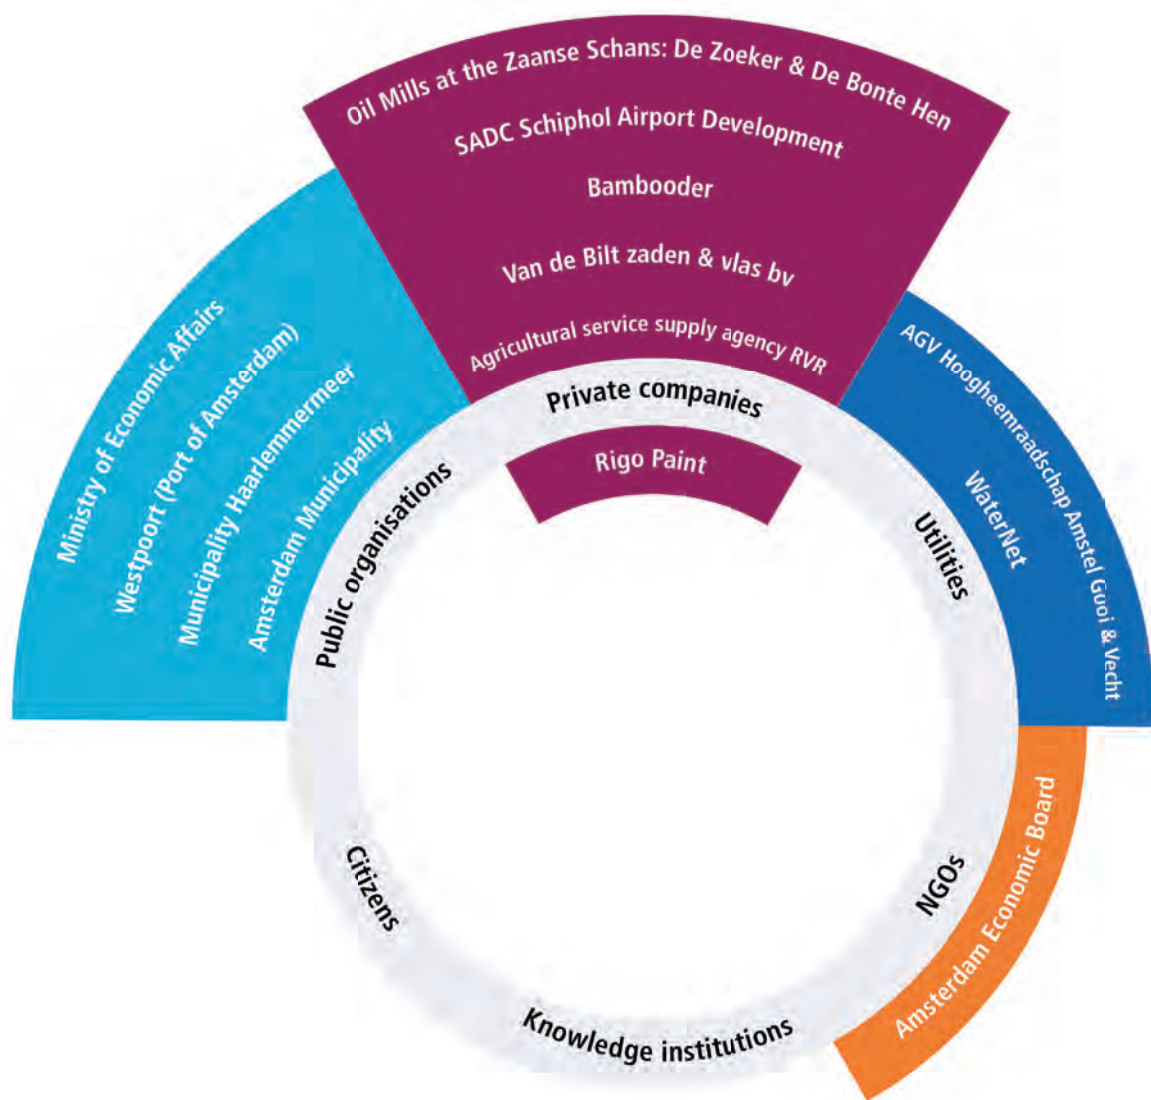 Oil Mills at the Zaanse Schans: De Zoeker & De Bonte Hen
SADC Schiphol Airport Development
Bambooder
Van de Bilt zaden & vlas bv
Agricultural service supply agency RVR
Private companies
Rigo Paint
Ministry of Economic Affairs
Westpoort (Port of Amsterdam)
Municipality Haarlemmermeer
Amsterdam Municipality
Public organisations
AGV Hoogheemraadschap Amstel Guoi & Vecht
WaterNet
Utilities
Amsterdam Economic Board
NGOs
Citizens
Knowledge institutions